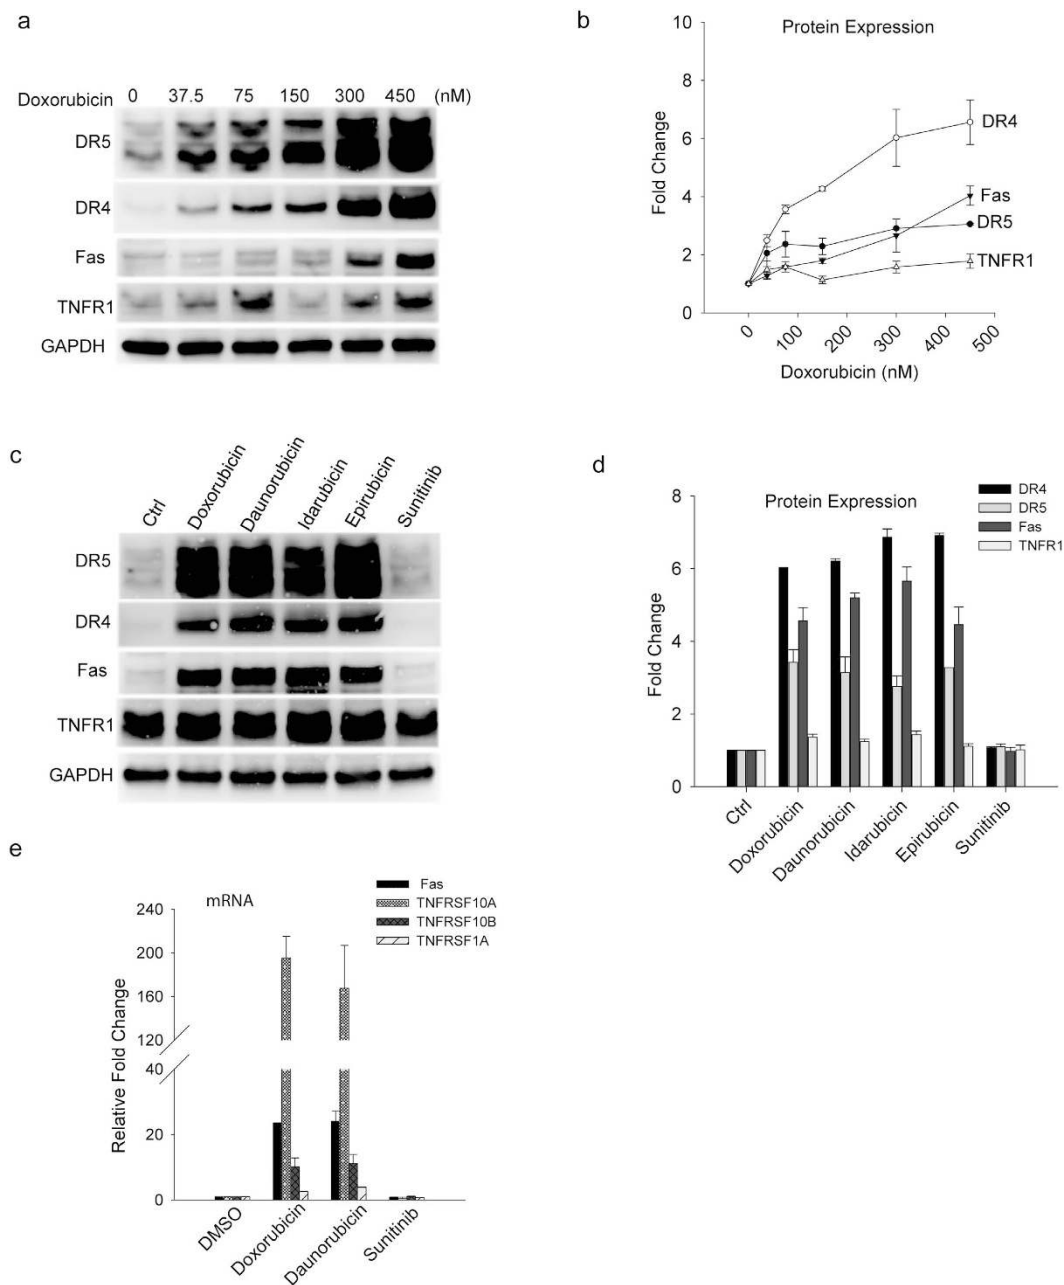 a
Doxorubicin 0 37.5 75 150 300 450 (nM)
DR5
DR4
Fas
TNFR1
GAPDH
b
Protein Expression
10
8
6
4
2
0
Fold Change
DR4
Fas
DR5
TNFR1
0 100 200 300 400 500
Doxorubicin (nM)
c
Ctrl Doxorubicin Daunorubicin Idarubicin Epirubicin Sunitinib
DR5
DR4
Fas
TNFR1
GAPDH
d
Protein Expression
DR4
DR5
Fas
TNFR1
8
6
4
2
0
Fold Change
Ctrl Doxorubicin Daunorubicin Idarubicin Epirubicin Sunitinib
e
mRNA
Fas
TNFRSF10A
TNFRSF10B
TNFRSF1A
240
200
160
120
40
20
0
Relative Fold Change
DMSO Doxorubicin Daunorubicin Sunitinib